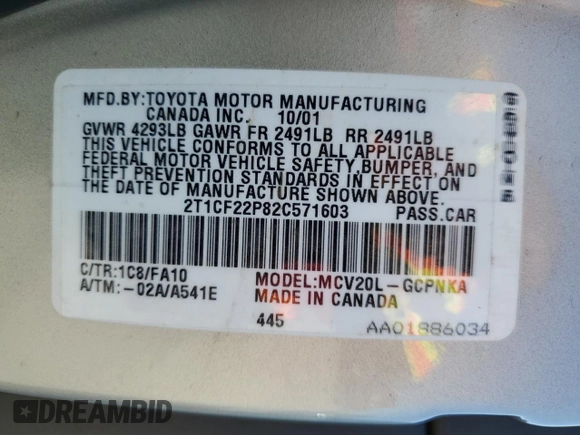 MFD.BY:TOYOTA MOTOR MANUFACTURING
CANADA INC. 10/01
GVWR 4293LB GAWR FR 2491LB RR 2491LB
THIS VEHICLE CONFORMS TO ALL APPLICABLE
FEDERAL MOTOR VEHICLE SAFETY,BUMPER, AND
THEFT PREVENTION STANDARDS IN EFFECT ON
THE DATE OF MANUFACTURE SHOWN ABOVE.
2T1CF22P82C571603 PASS.CAR
C/TR:1C8/FA10 MODEL:MCV20L-GCPNKA
A/TM:-02A/A541E MADE IN CANADA
445 AA01886034
DREAMBID